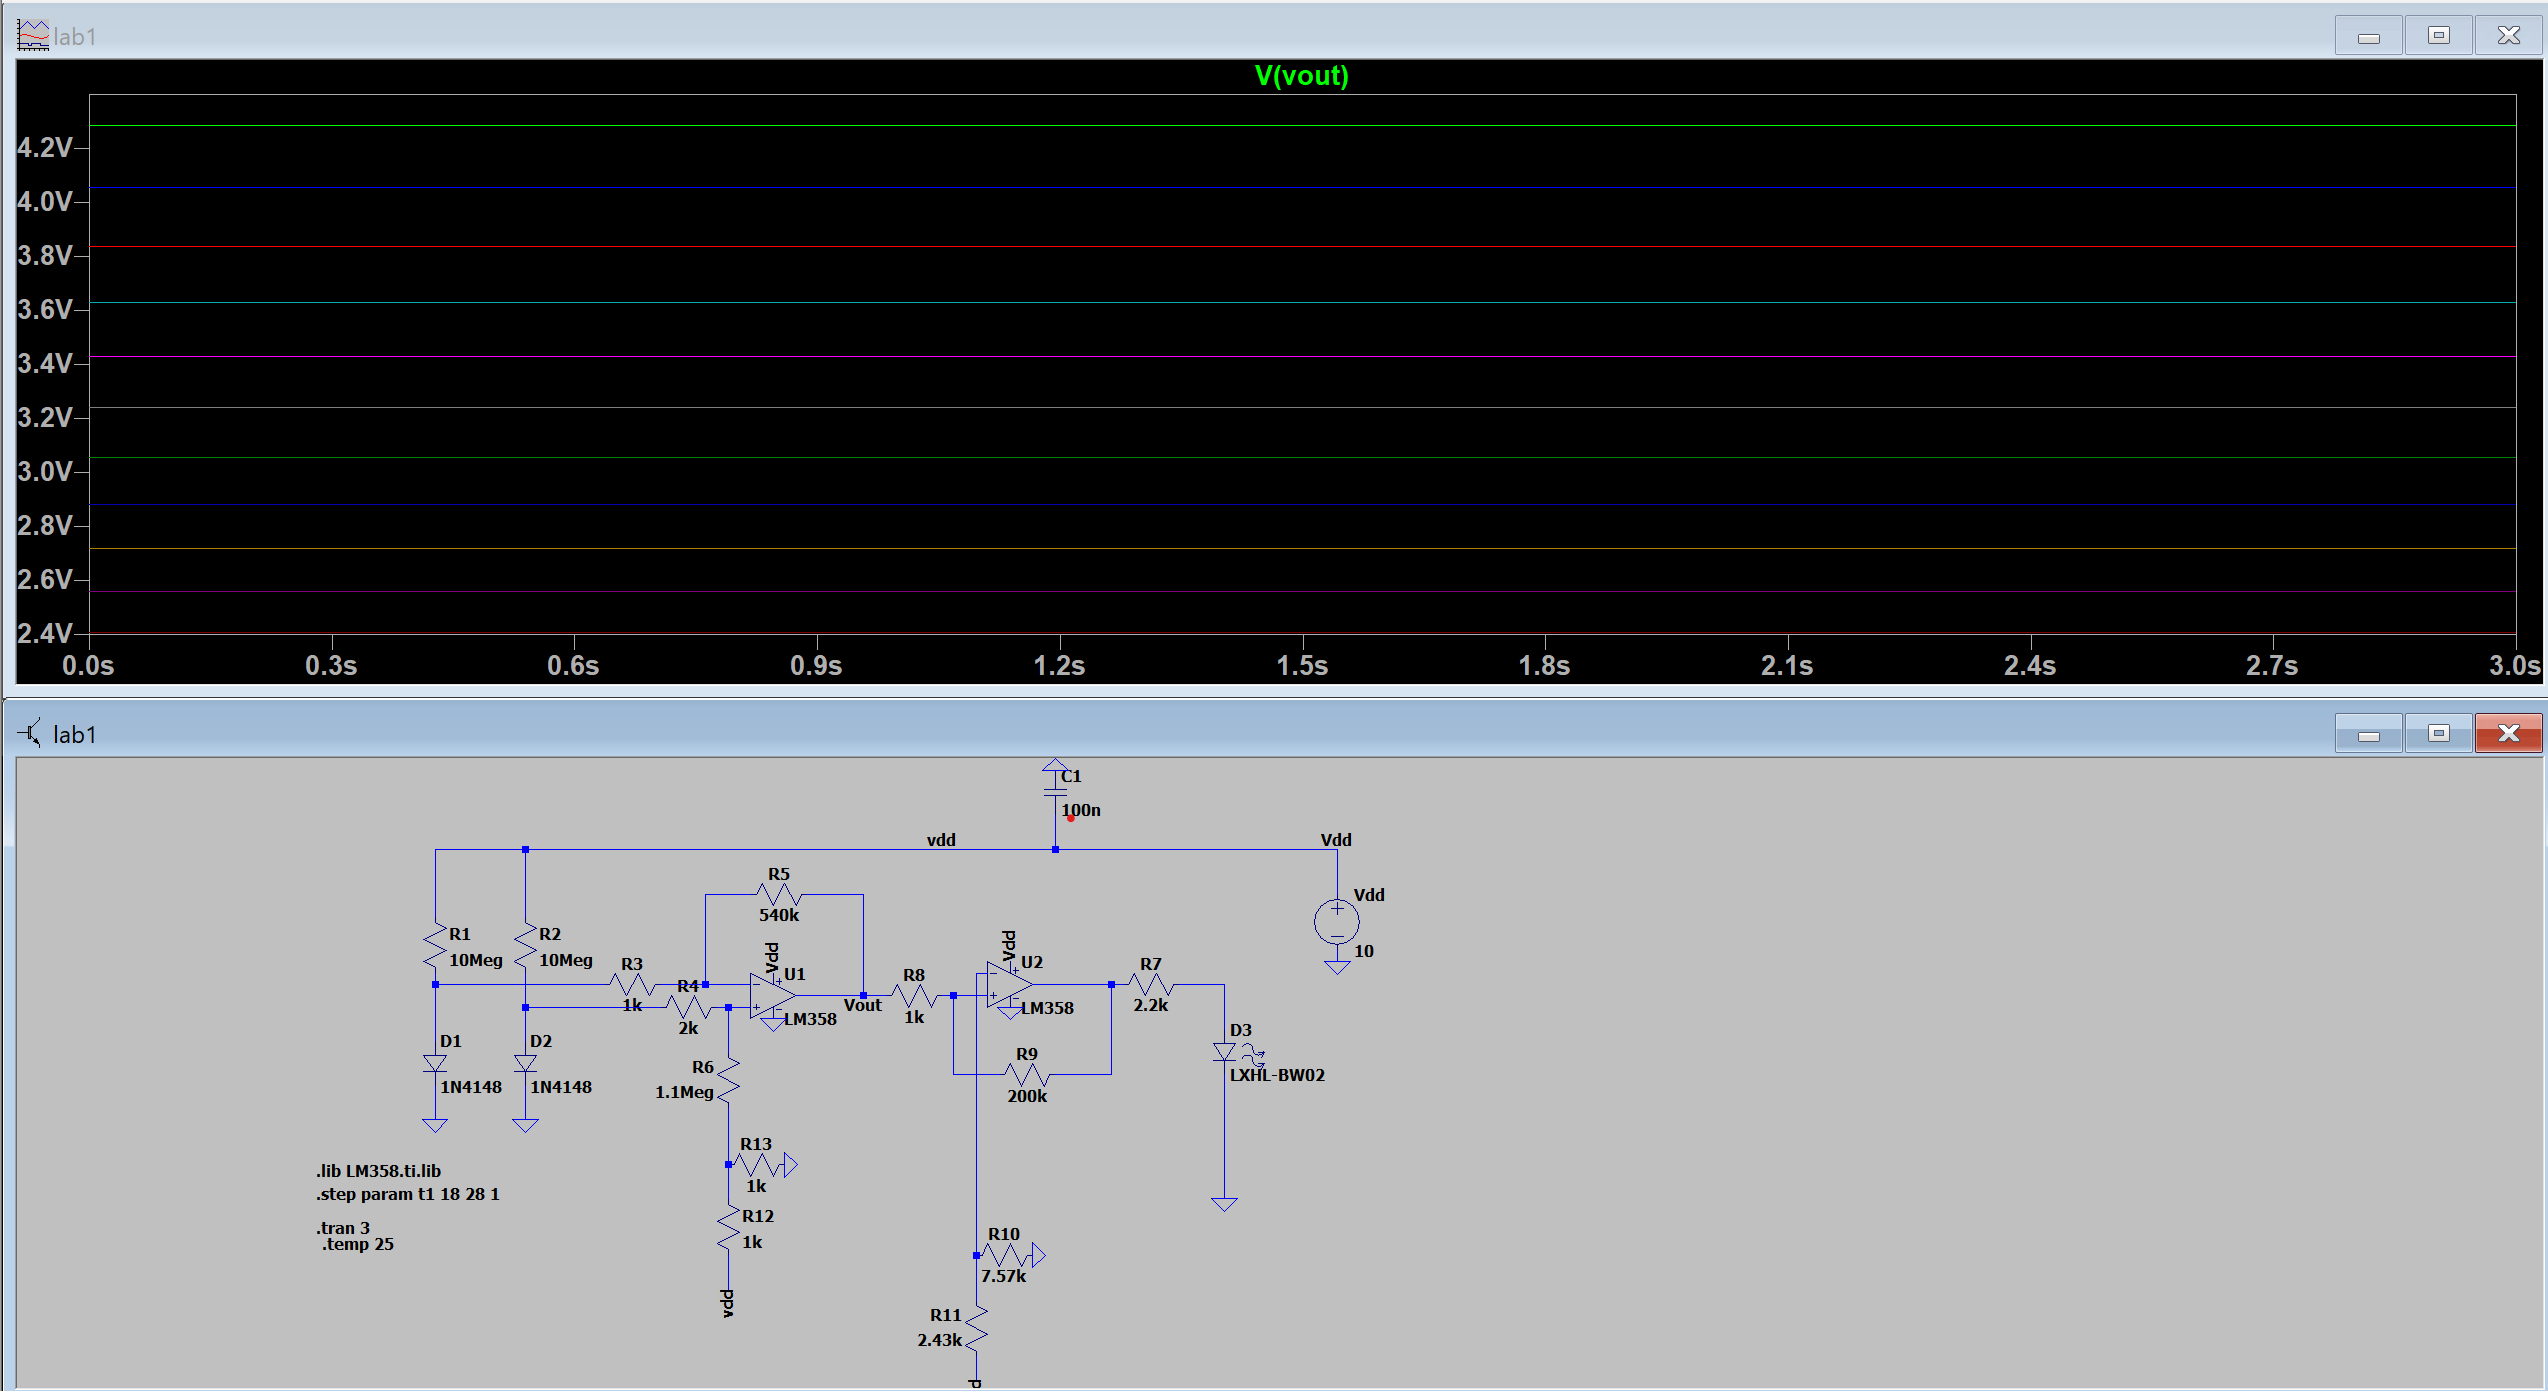 lab1
V(vout)
4.2V
4.0V
3.8V
3.6V
3.4V
3.2V
3.0V
2.8V
2.6V
2.4V
0.0s 0.3s 0.6s 0.9s 1.2s 1.5s 1.8s 2.1s 2.4s 2.7s 3.0s
lab1
C1
100n
vdd
Vdd
R5
540k
Vdd
10
R1
10Meg
R2
10Meg
R3
1k
R4
2k
Vdd
U1
LM358
Vout
R8
1k
Vdd
U2
LM358
R7
2.2k
D1
1N4148
D2
1N4148
R6
1.1Meg
R9
200k
D3
LXHL-BW02
R13
1k
R12
1k
vdd
.lib LM358.ti.lib
.step param t1 18 28 1
.tran 3
.temp 25
R10
7.57k
R11
2.43k